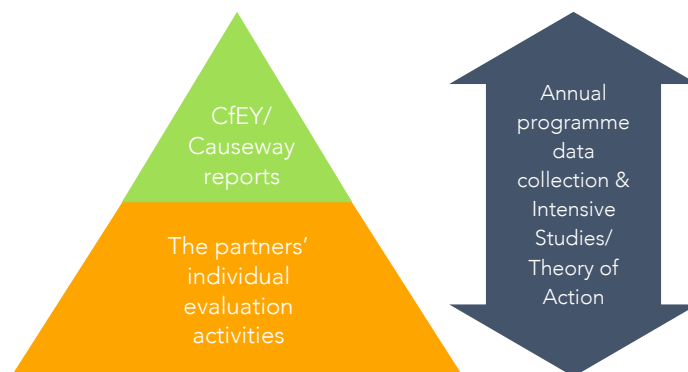 CfEY/
Causeway
reports
The partners’
individual
evaluation
activities
Annual
programme
data
collection &
Intensive
Studies/
Theory of
Action